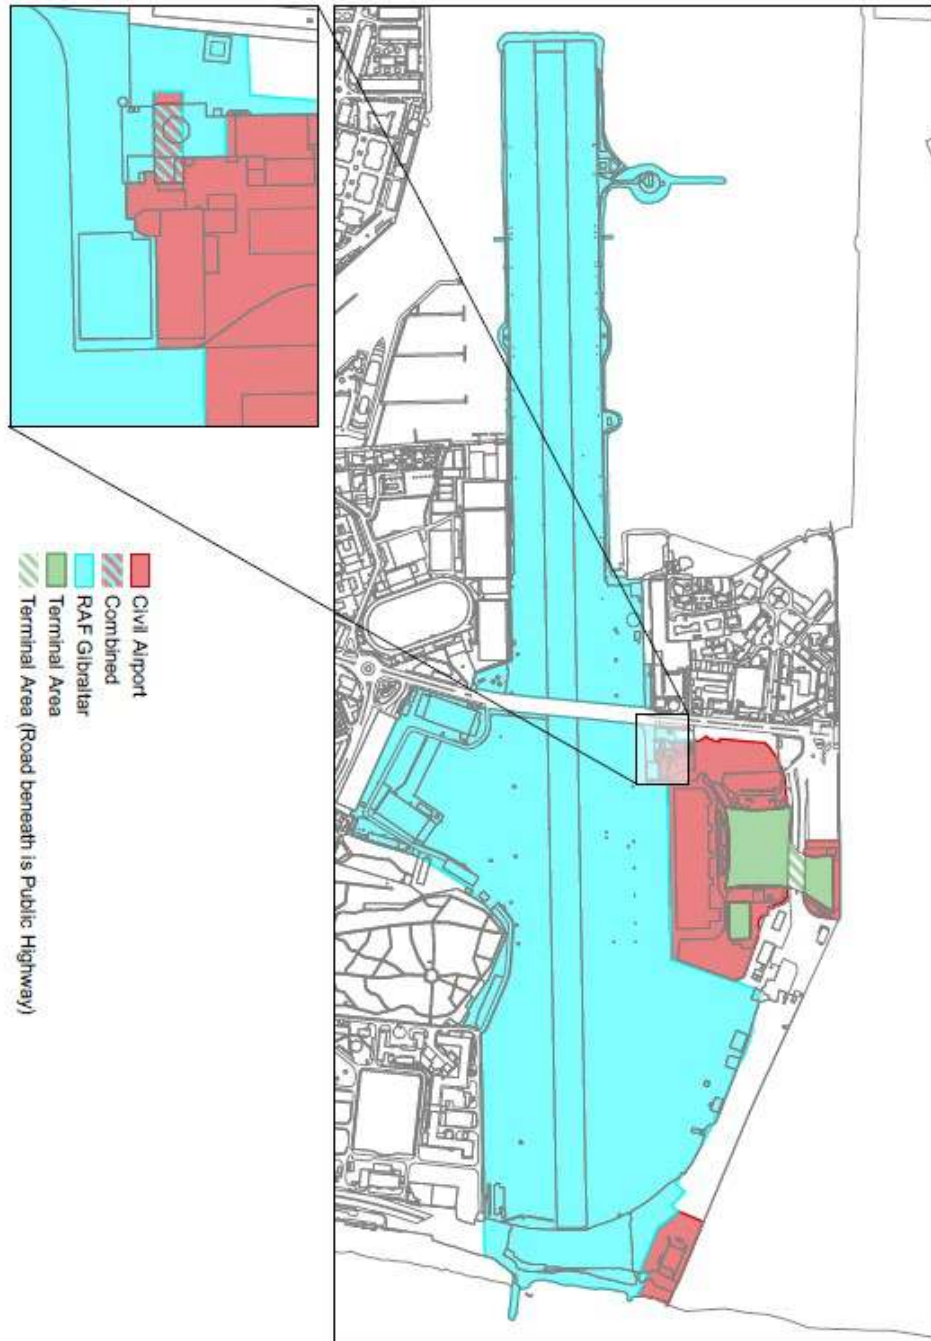 Civil Airport
Combined
RAF Gibraltar
Terminal Area
Terminal Area (Road beneath is Public Highway)